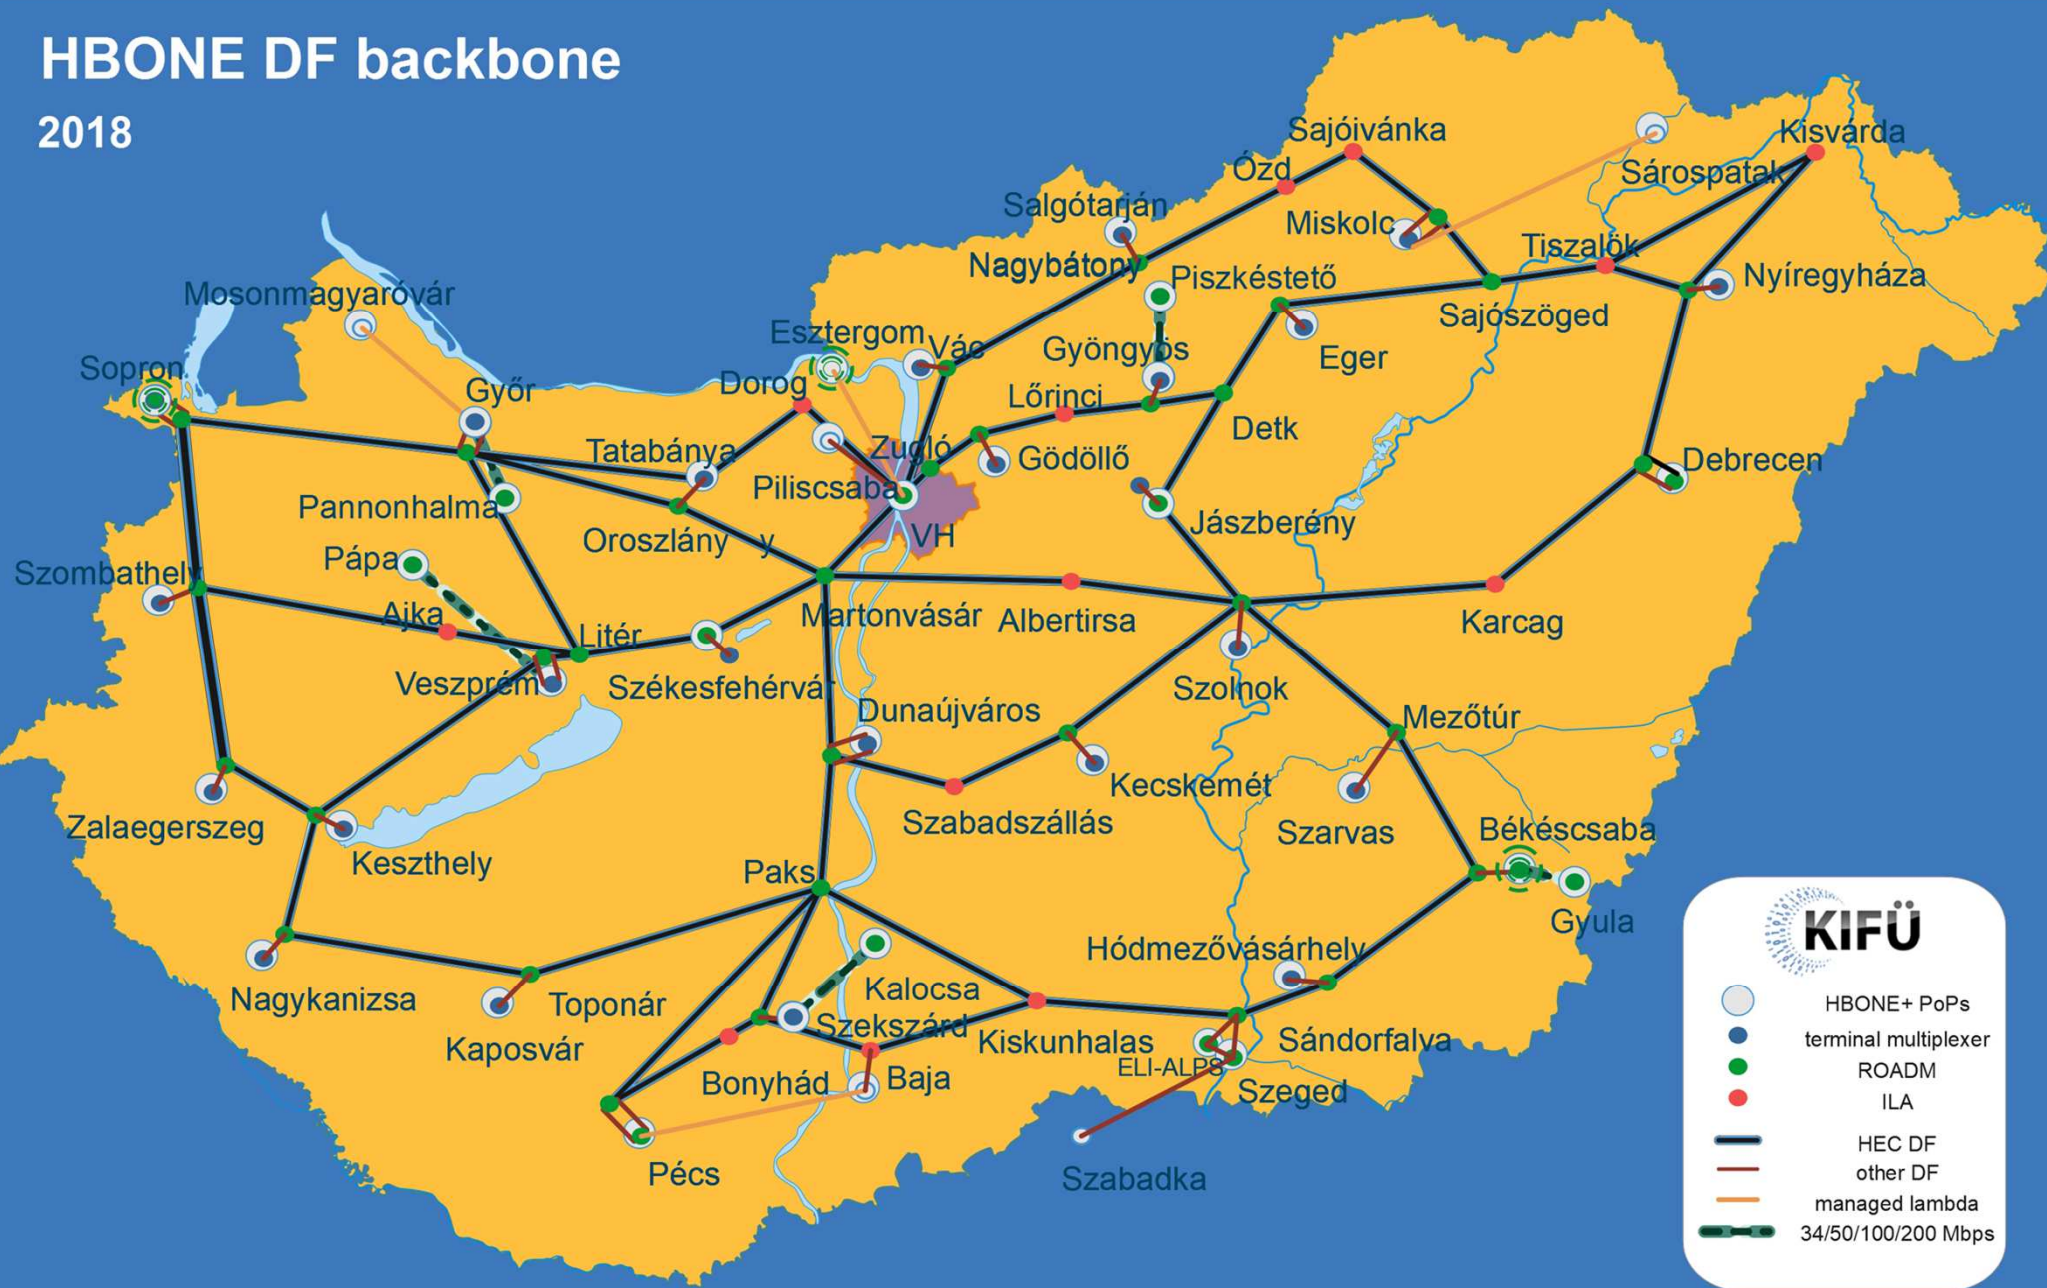 HBONE DF backbone
2018
Sajóivánka
Kisvárda
Ózd
Sárospatak
Salgótarján
Miskolc
Tiszalök
Nagybátony
Piszkéstető
Nyíregyháza
Mosonmagyaróvár
Sajószöged
Esztergom
Vác
Gyöngyös
Eger
Sopron
Győr
Dorog
Lőrinci
Detk
Tatabánya
Zugló
Gödöllő
Debrecen
Piliscsaba
Pannonhalma
Jászberény
Oroszlány
y
VH
Pápa
Szombathely
Ajka
Litér
Martonvásár
Albertirsa
Karcag
Veszprém
Székesfehérvár
Szolnok
Dunaújváros
Mezőtúr
Kecskemét
Zalaegerszeg
Szabadszállás
Szarvas
Békéscsaba
Keszthely
Paks
Gyula
Hódmezővásárhely
Nagykanizsa
Toponár
Kalocsa
Szekszárd
Kaposvár
Kiskunhalas
Sándorfalva
ELI-ALPS
Bonyhád
Baja
Szeged
Pécs
Szabadka
KIFÜ
HBONE+ PoPs
terminal multiplexer
ROADM
ILA
HEC DF
other DF
managed lambda
34/50/100/200 Mbps